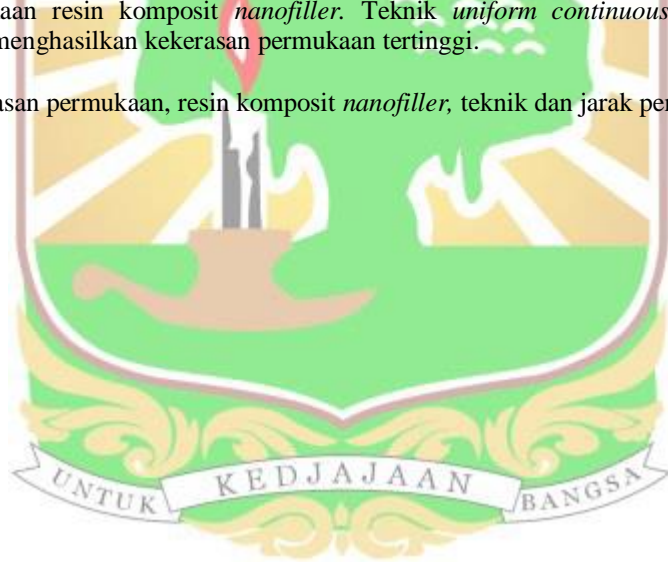 aan resin komposit nanofiller. Teknik uniform continuous
menghasilkan kekerasan permukaan tertinggi.
asan permukaan, resin komposit nanofiller, teknik dan jarak per
UNTUK KEDJAJAAN BANGSA